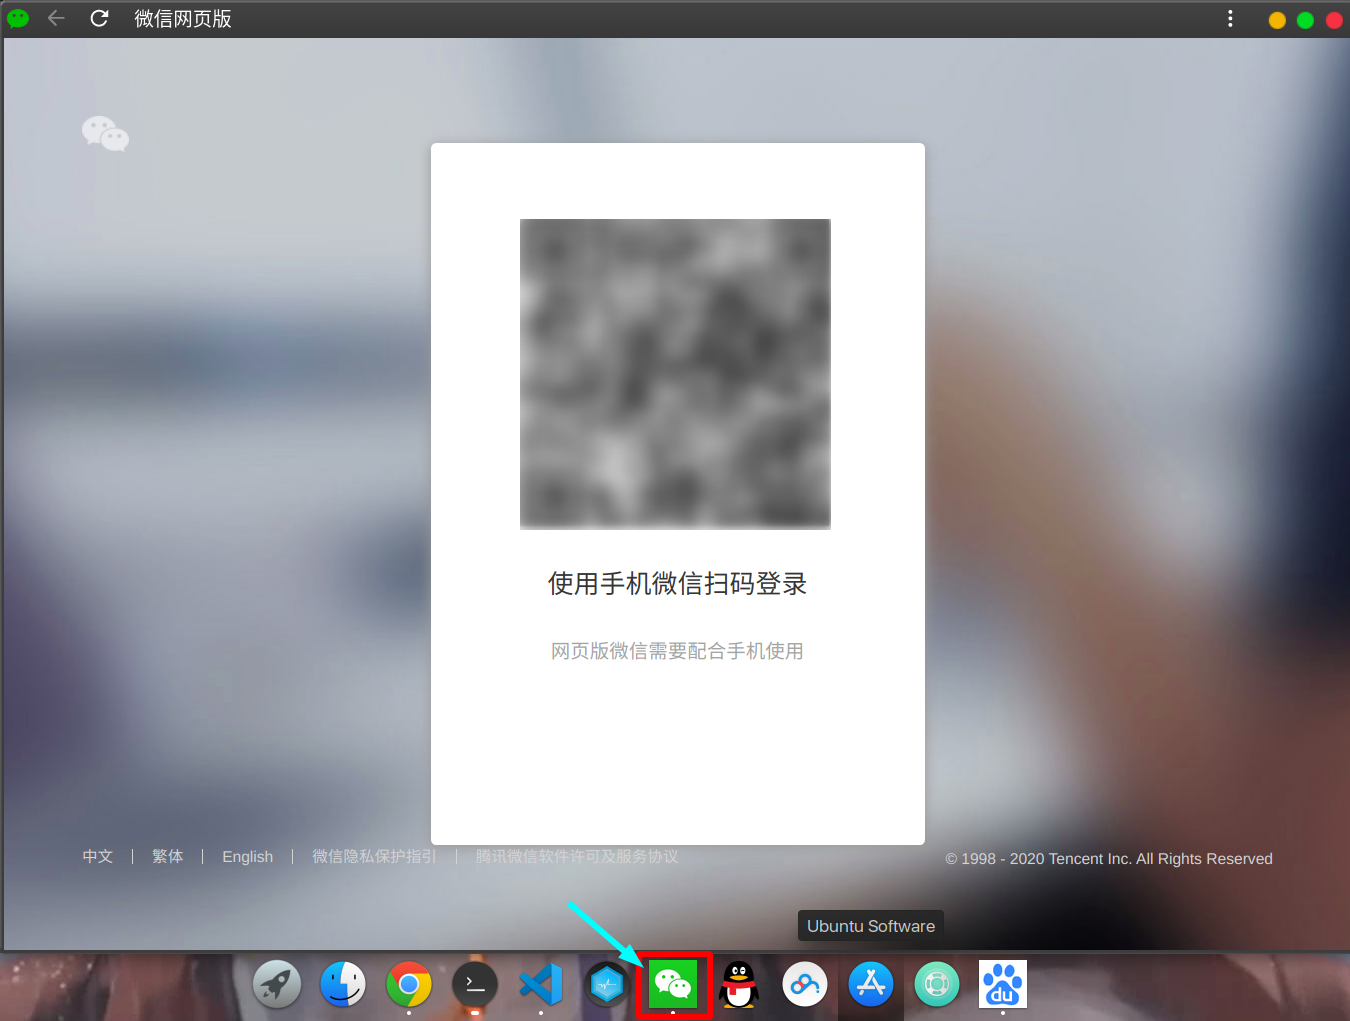 微信网页版
使用手机微信扫码登录
网页版微信需要配合手机使用
中文 | 繁体 | English | 微信隐私保护指引 | 腾讯微信软件许可及服务协议
© 1998 - 2020 Tencent Inc. All Rights Reserved
Ubuntu Software
du